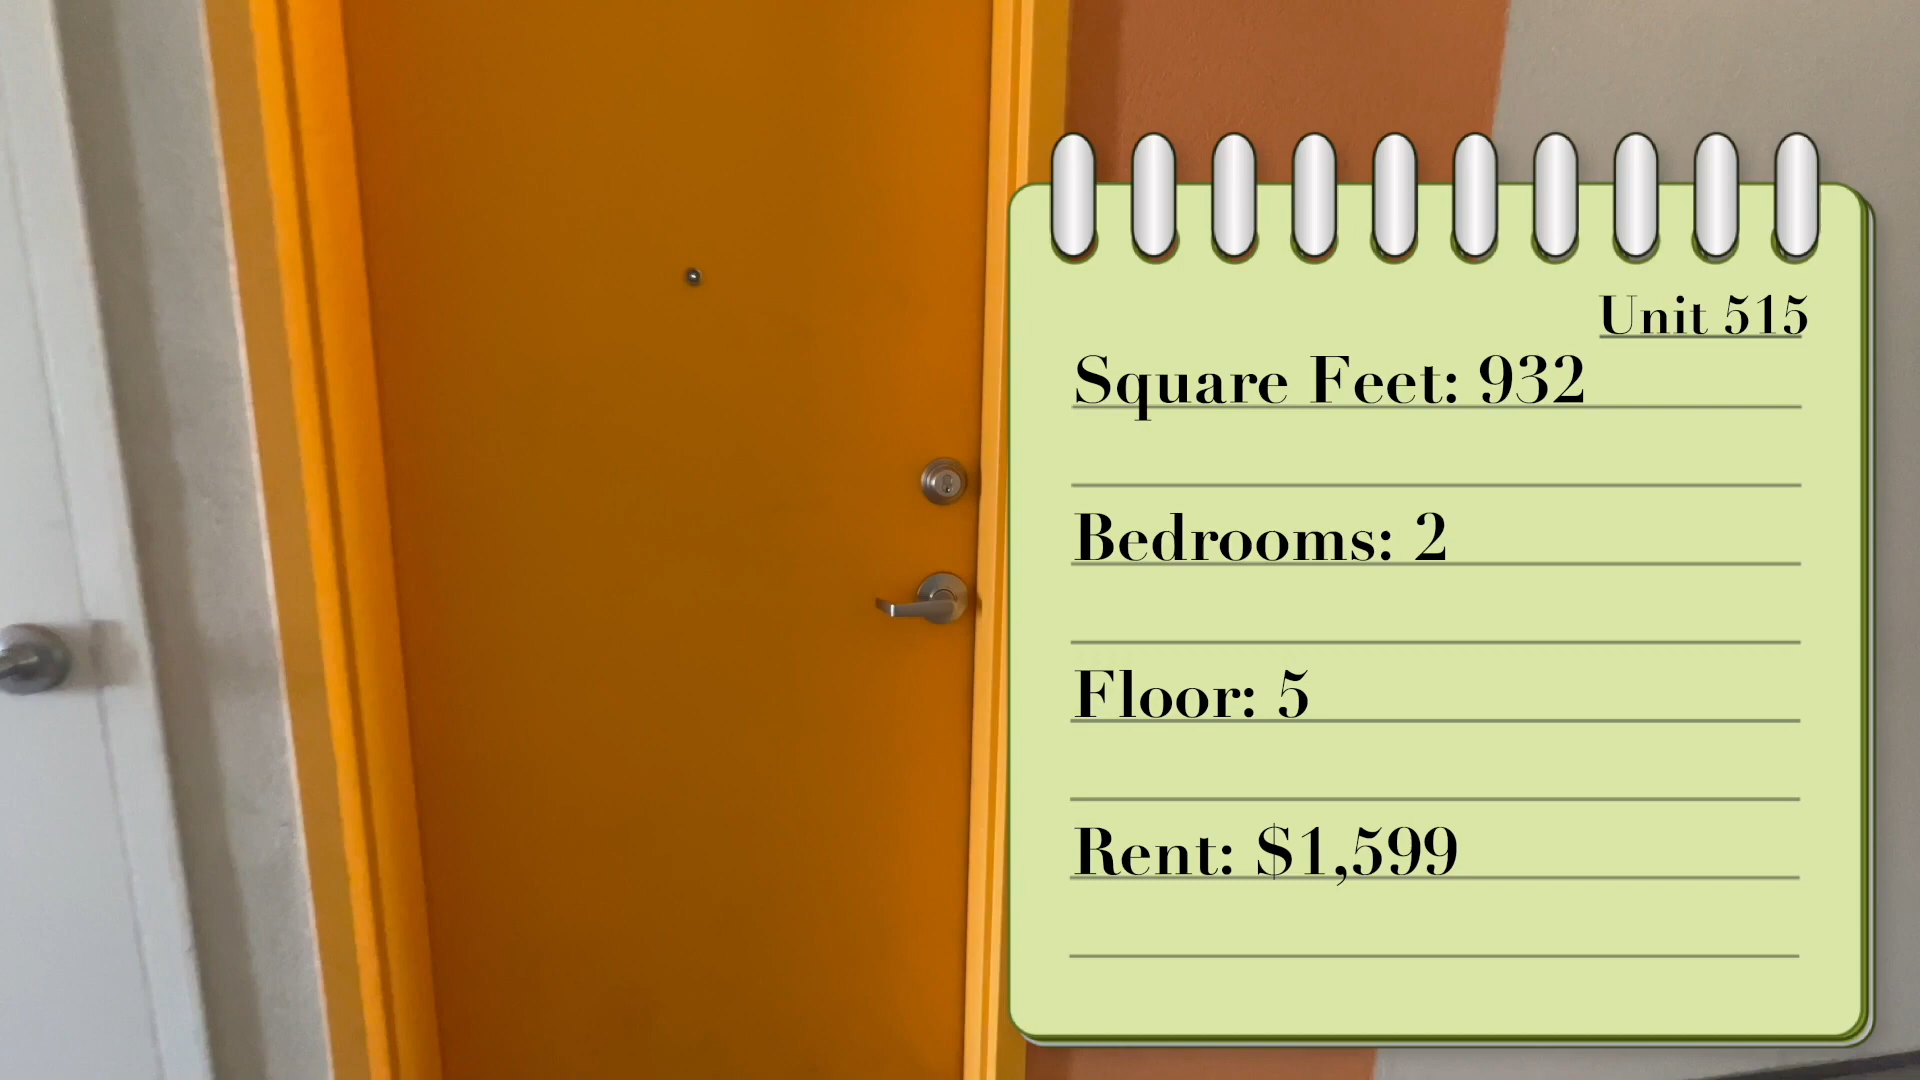 Unit 515
Square Feet: 932
Bedrooms: 2
Floor: 5
Rent: $1,599